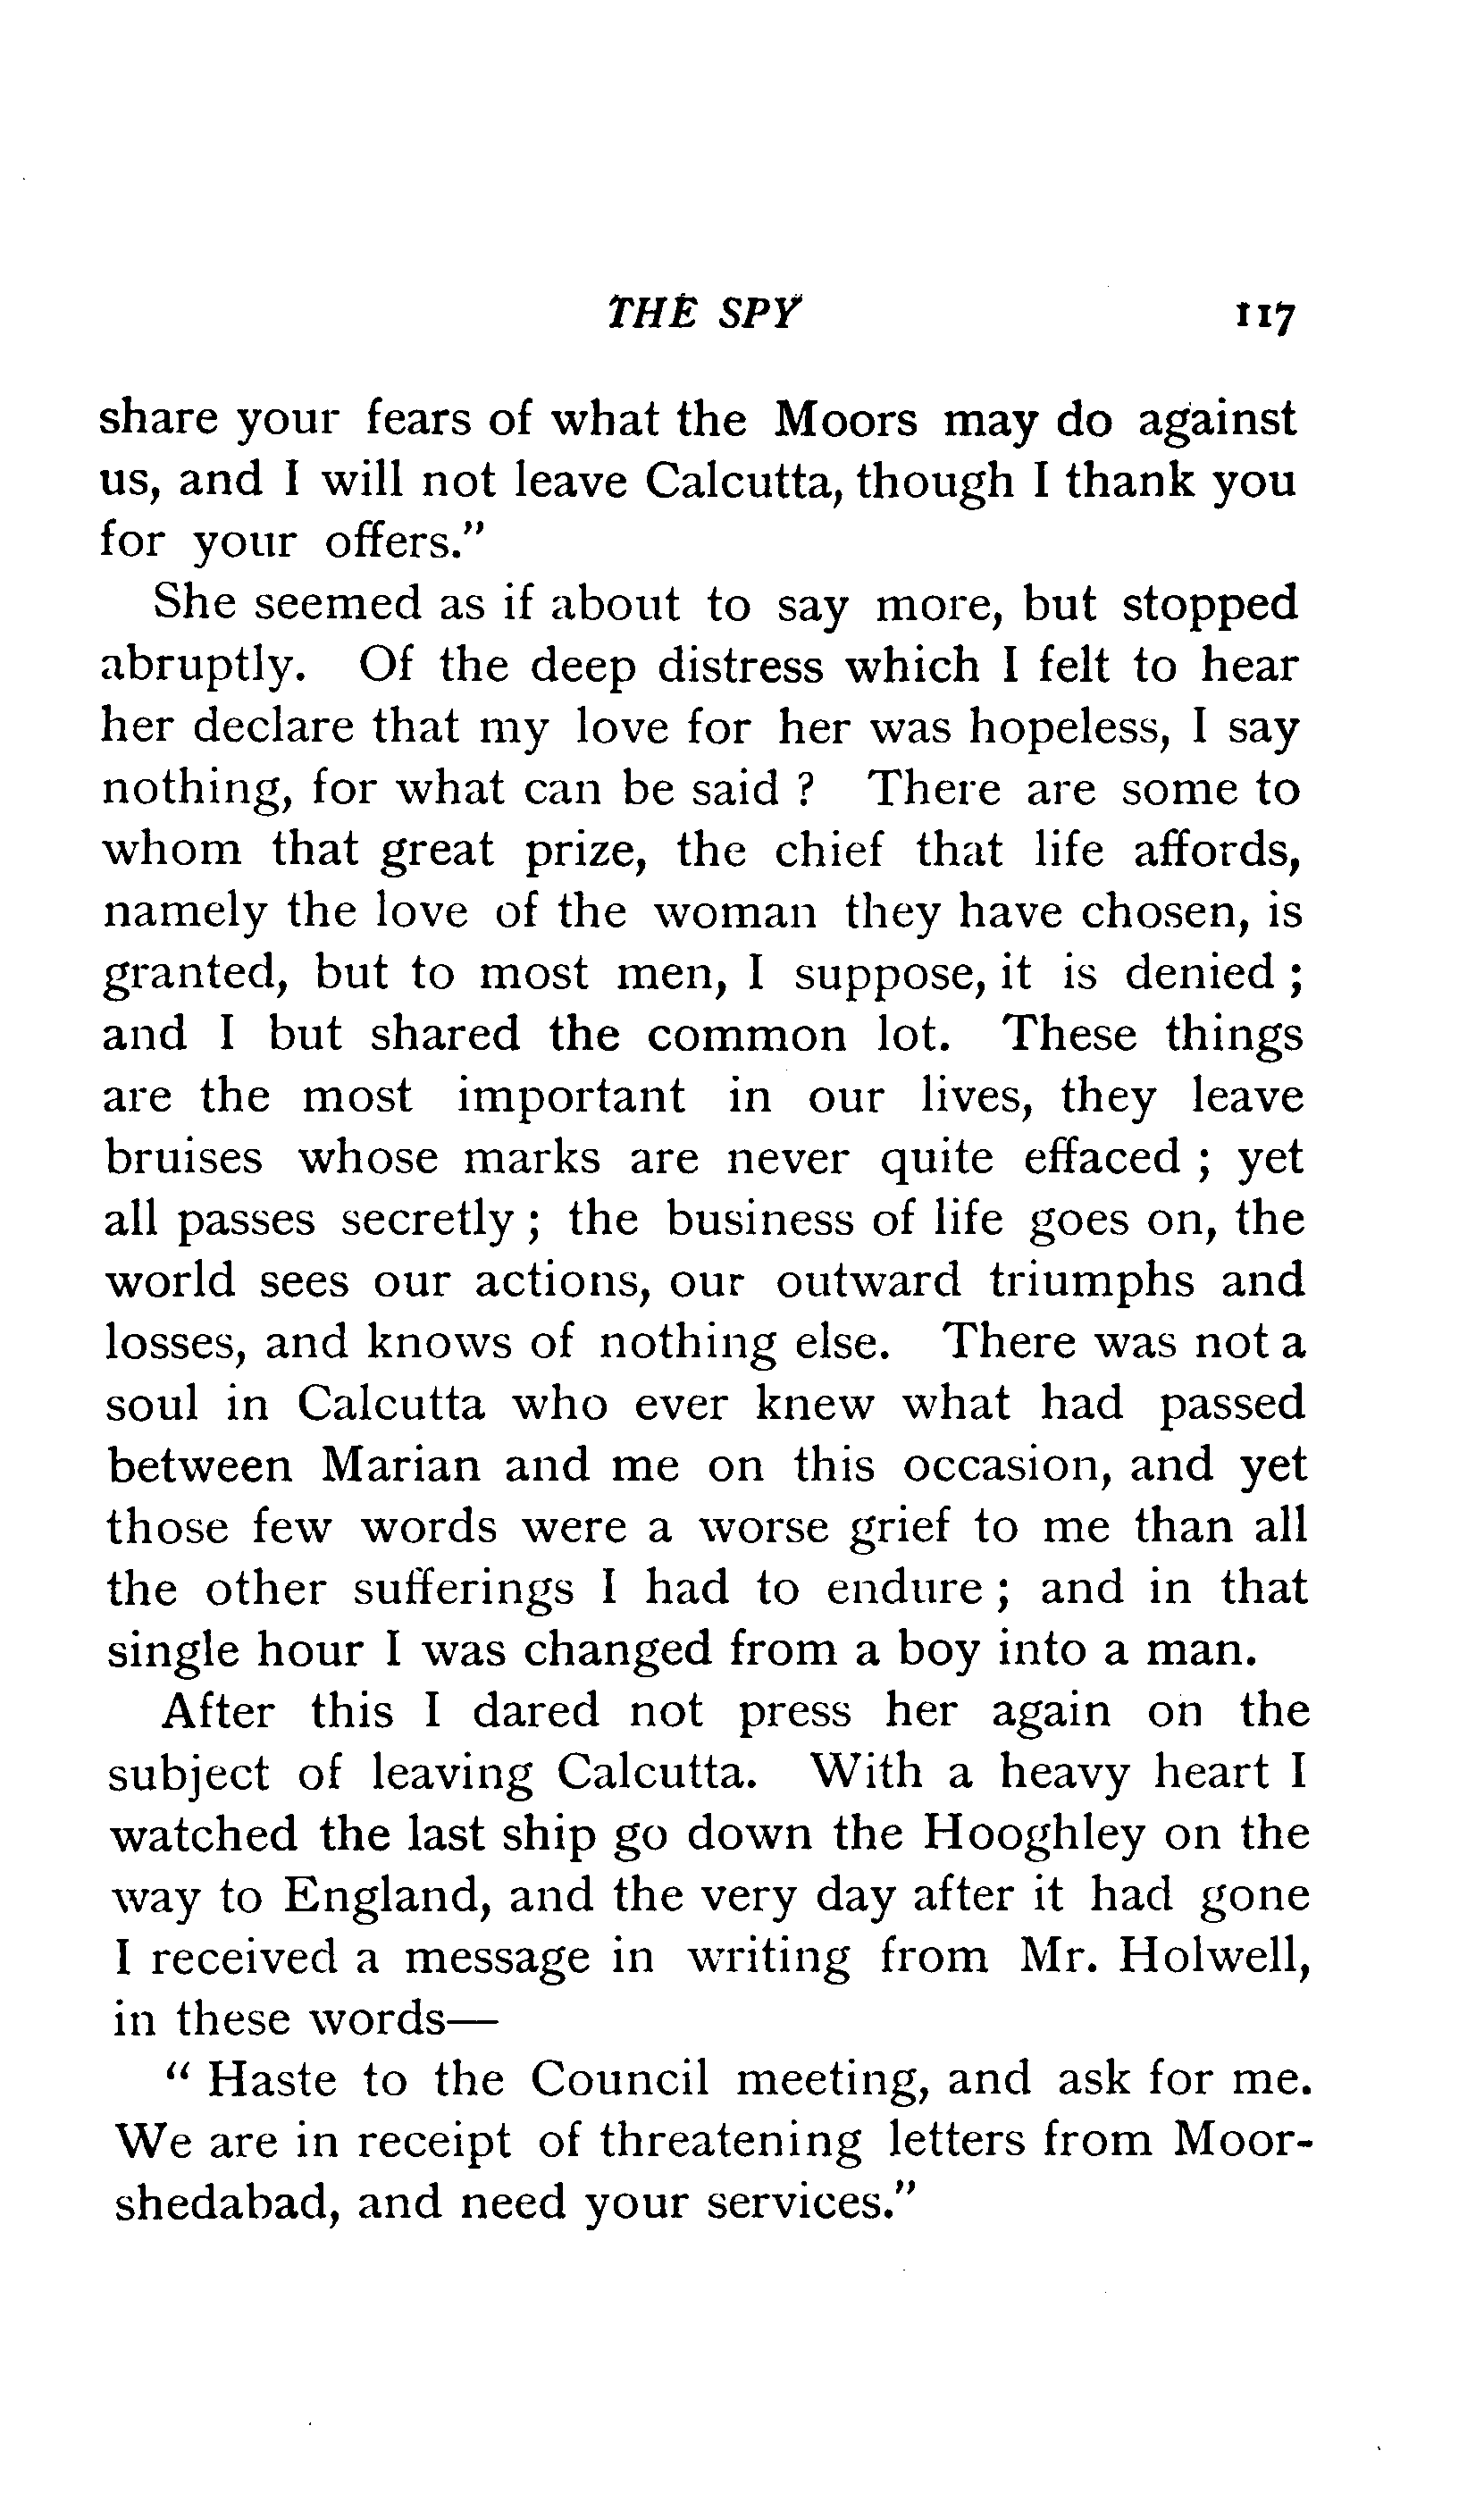 THE SPY 117
share your fears of what the Moors may do against
us, and I will not leave Calcutta, though I thank you
for your offers."
She seemed as if about to say more, but stopped
abruptly. Of the deep distress which I felt to hear
her declare that my love for her was hopeless, I say
nothing, for what can be said ? There are some to
whom that great prize, the chief that life affords,
namely the love of the woman they have chosen, is
granted, but to most men, I suppose, it is denied ;
and I but shared the common lot. These things
are the most important in our lives, they leave
bruises whose marks are never quite effaced ; yet
all passes secretly ; the business of life goes on, the
world sees our actions, our outward triumphs and
losses, and knows of nothing else. There was not a
soul in Calcutta who ever knew what had passed
between Marian and me on this occasion, and yet
those few words were a worse grief to me than all
the other sufferings I had to endure ; and in that
single hour I was changed from a boy into a man.
After this I dared not press her again on the
subject of leaving Calcutta. With a heavy heart I
watched the last ship go down the Hooghley on the
way to England, and the very day after it had gone
I received a message in writing from Mr. Holwell,
in these words—
" Haste to the Council meeting, and ask for me.
We are in receipt of threatening letters from Moor-
shedabad, and need your services."